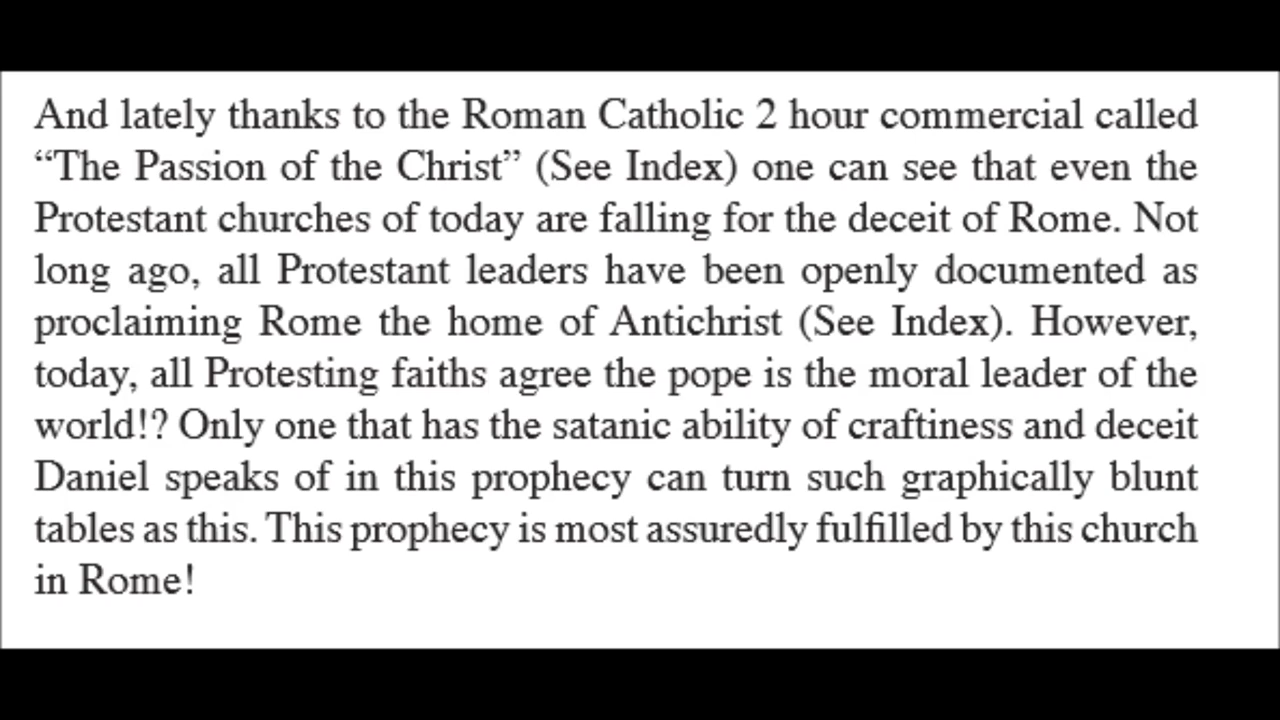 And lately thanks to the Roman Catholic 2 hour commercial called
“The Passion of the Christ” (See Index) one can see that even the
Protestant churches of today are falling for the deceit of Rome. Not
long ago, all Protestant leaders have been openly documented as
proclaiming Rome the home of Antichrist (See Index). However,
today, all Protesting faiths agree the pope is the moral leader of the
world!? Only one that has the satanic ability of craftiness and deceit
Daniel speaks of in this prophecy can turn such graphically blunt
tables as this. This prophecy is most assuredly fulfilled by this church
in Rome!